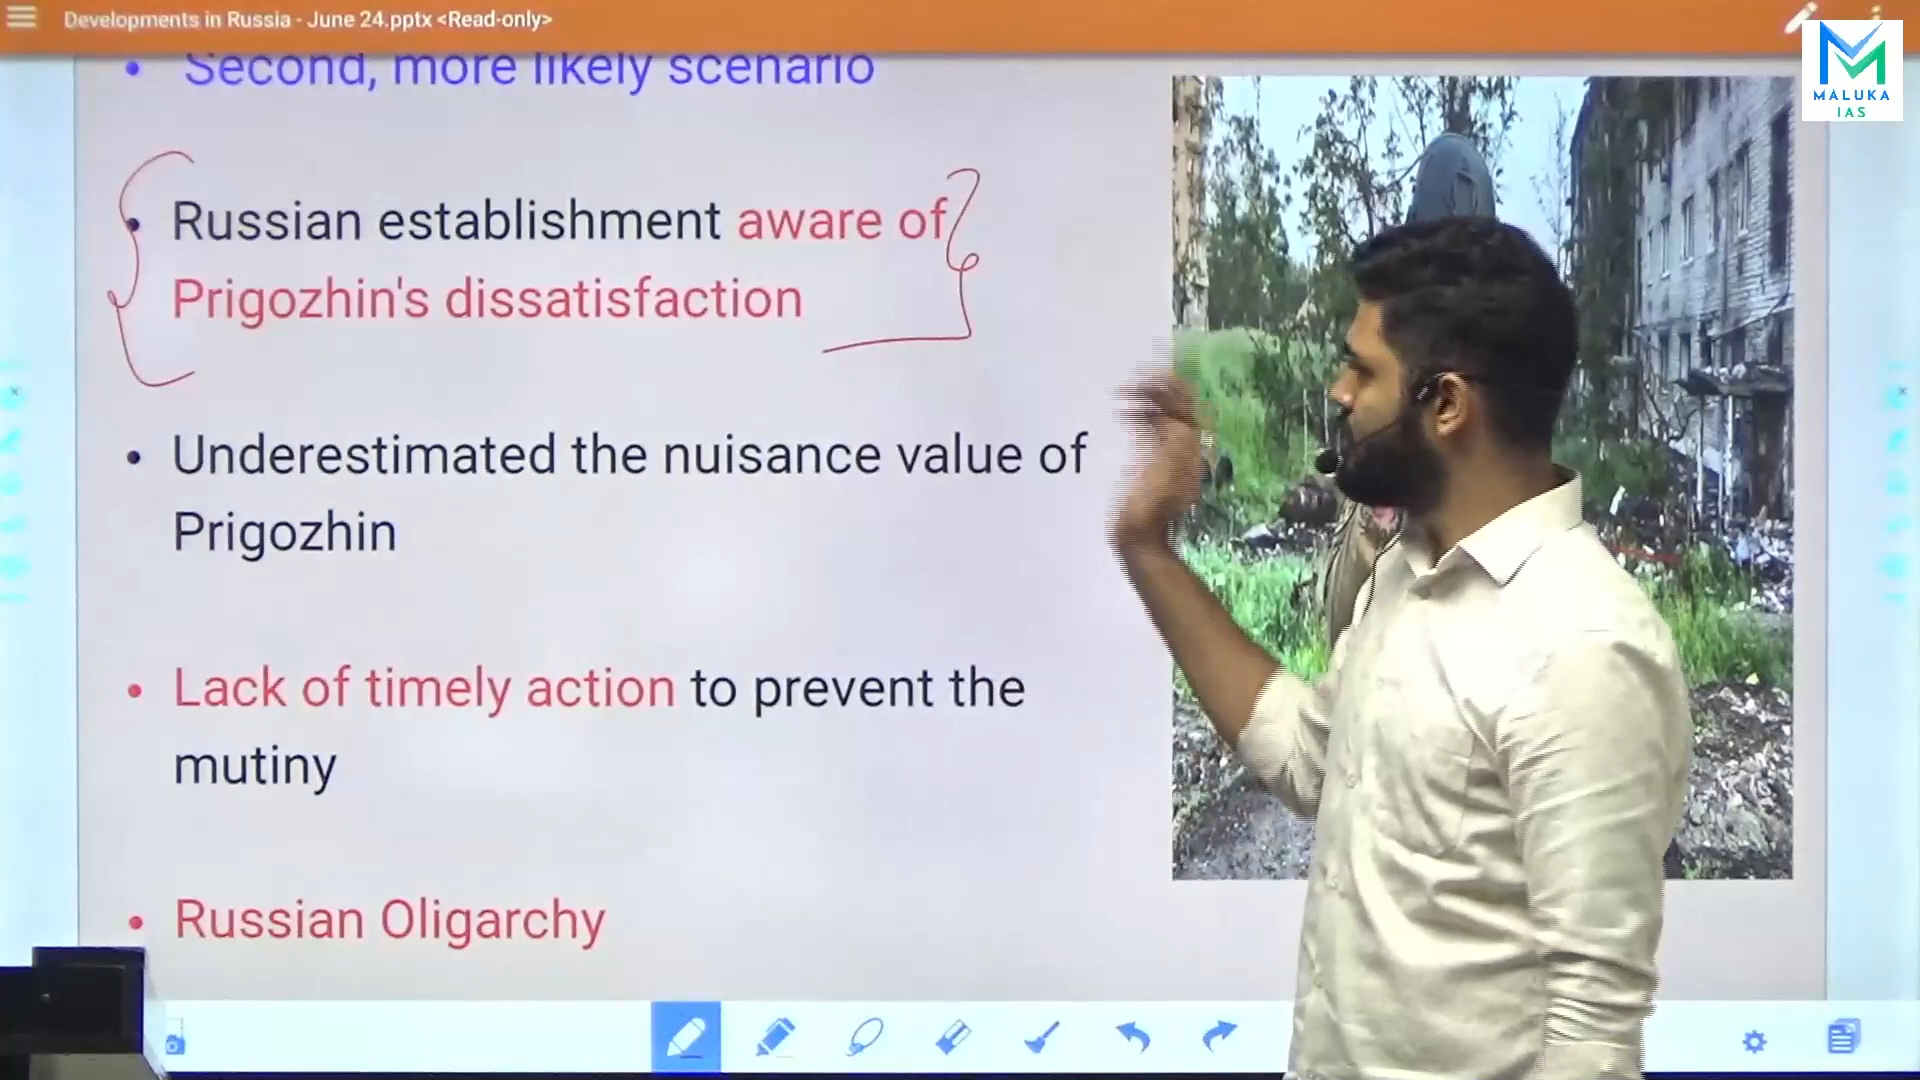 Developments in Russia - June 24.pptx <Read-only>
MALUKA
IAS
• Second, more likely scenario
• Russian establishment aware of
Prigozhin's dissatisfaction
• Underestimated the nuisance value of
Prigozhin
• Lack of timely action to prevent the
mutiny
• Russian Oligarchy